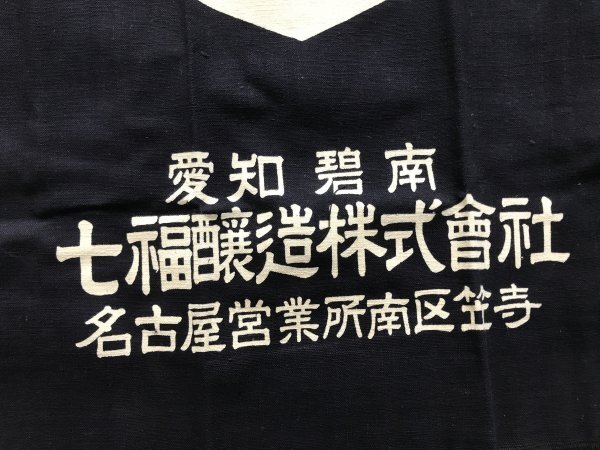 愛知 碧南
七福醸造株式會社
名古屋営業所南区笠寺